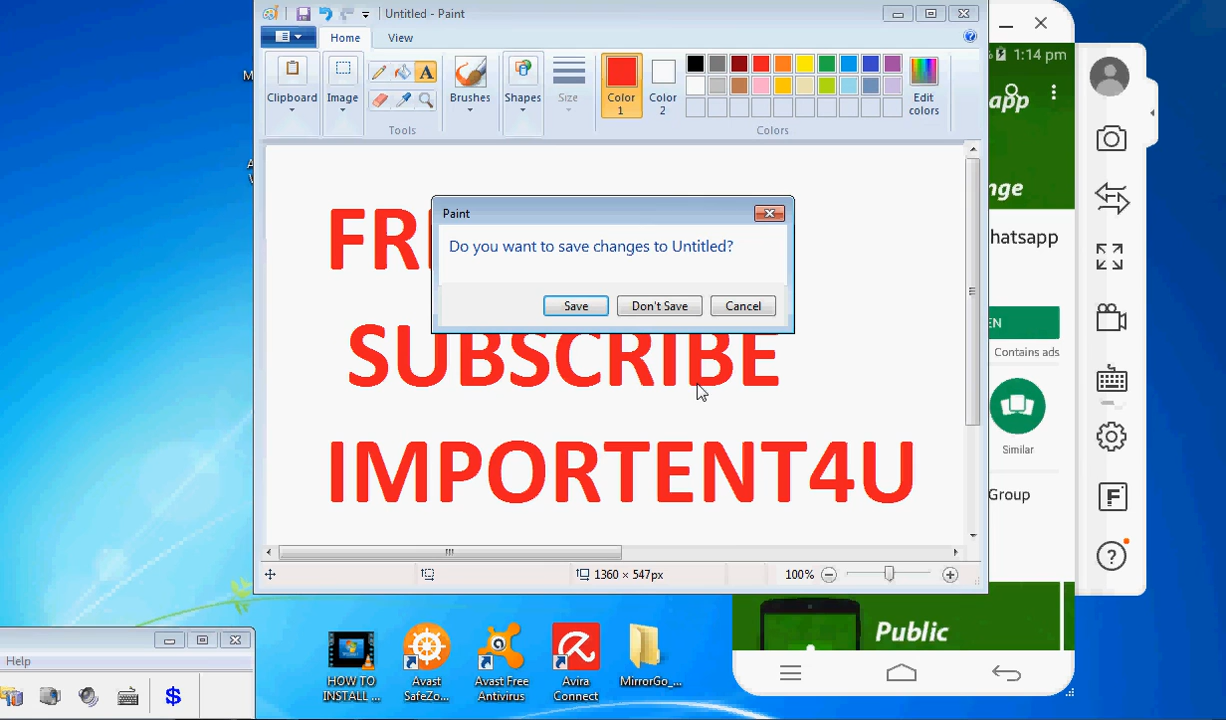 Untitled - Paint
Home
View
1:14 pm
Clipboard
Image
Tools
Brushes
Shapes
Size
Color 1
Color 2
Colors
Edit colors
app
nge
hatsapp
EN
Contains ads
Similar
Group
Paint
Do you want to save changes to Untitled?
Save
Don't Save
Cancel
SUBSCRIBE
IMPORTENT4U
1360 × 547px
100%
Public
Help
HOW TO INSTALL ...
Avast SafeZo...
Avast Free Antivirus
Avira Connect
MirrorGo_...